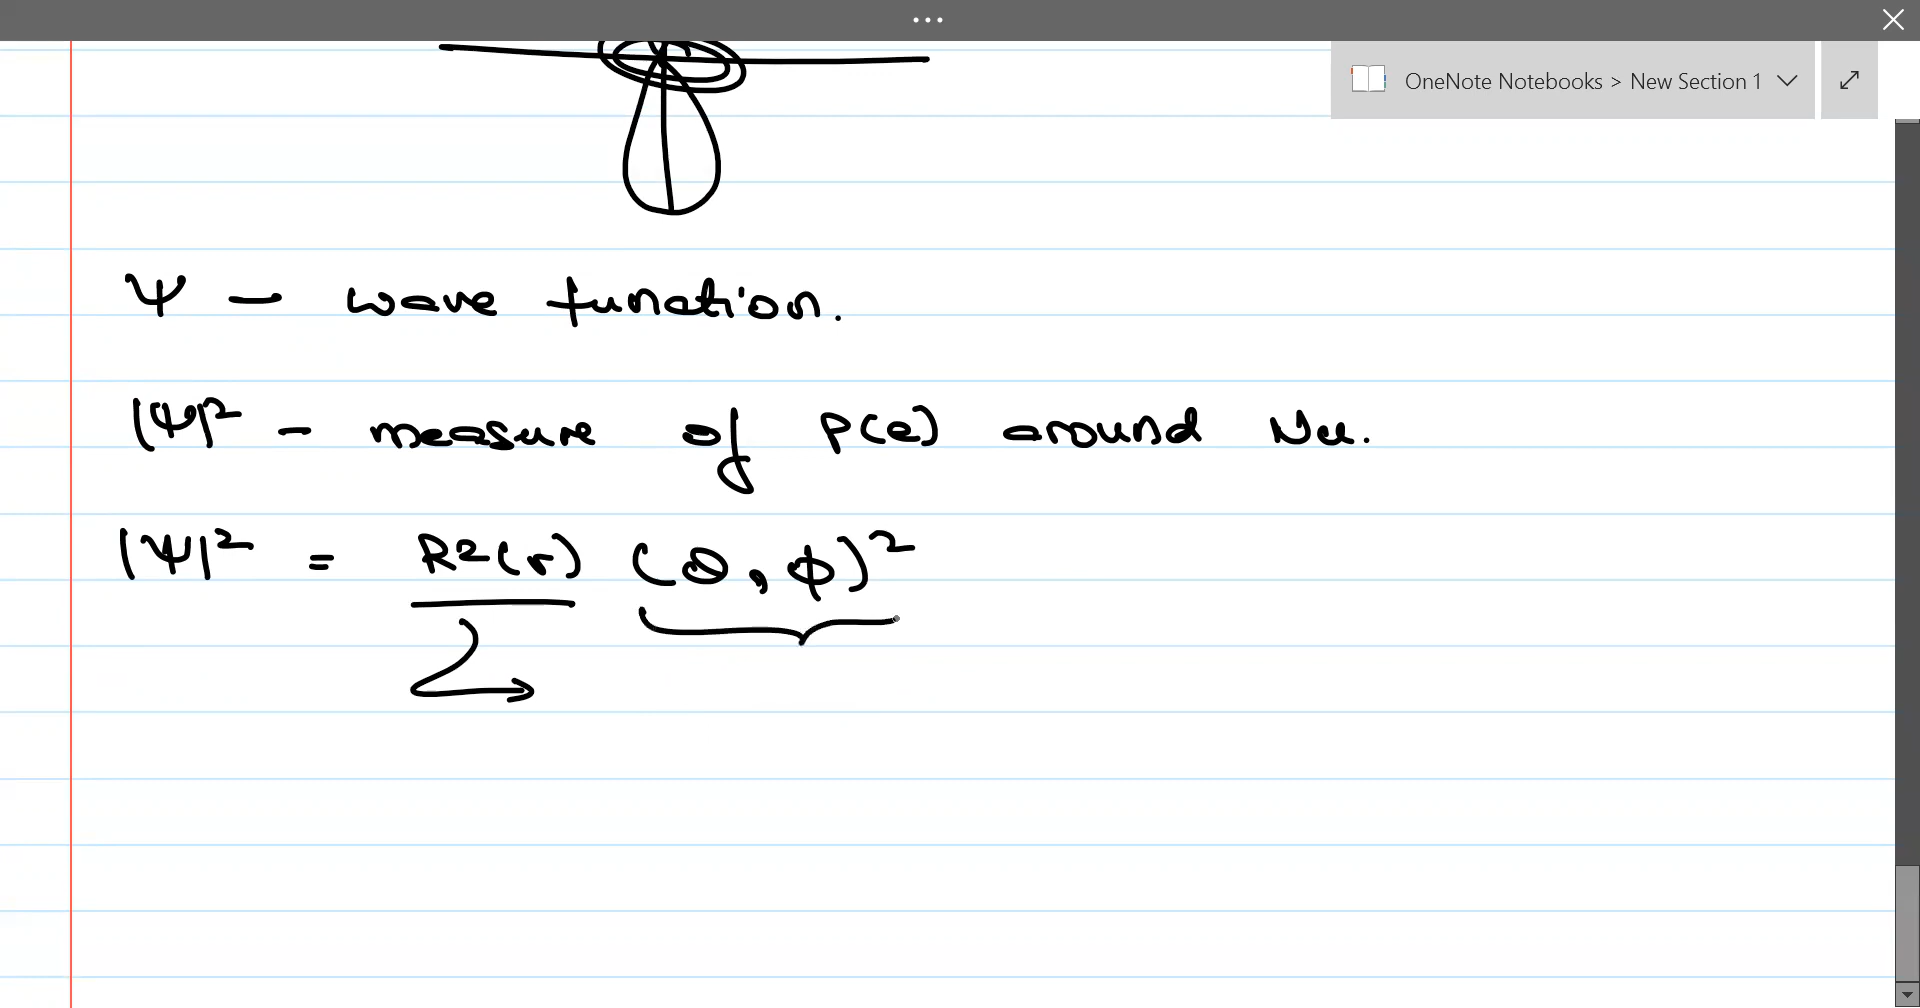 ...
OneNote Notebooks > New Section 1
Ψ - wave function.
|Ψ|² - measure of P(e) around Nu.
|Ψ|² = R²(r) (θ, φ)²